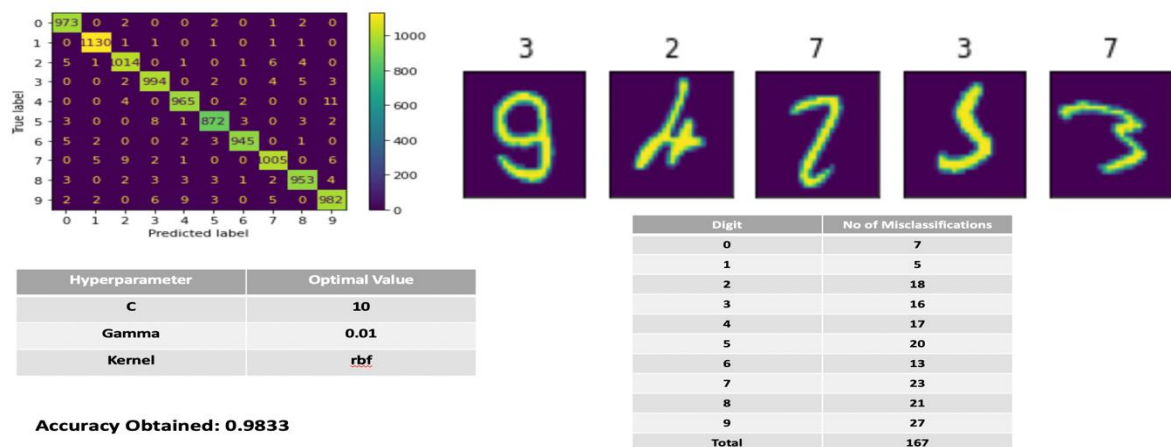 0 973 0 2 0 0 2 0 1 2 0
1 0 1130 1 1 0 1 0 1 1 0
2 5 1 1014 0 1 0 1 6 4 0
3 0 0 2 994 0 2 0 4 5 3
4 0 0 4 0 965 0 2 0 0 11
5 3 0 0 8 1 872 3 0 3 2
6 5 2 0 0 2 3 945 0 1 0
7 0 5 9 2 1 0 0 1005 0 6
8 3 0 2 3 3 3 1 2 953 4
9 2 2 0 6 9 3 0 5 0 982
0 1 2 3 4 5 6 7 8 9
True label
Predicted label
1000
800
600
400
200
0
3 2 7 3 7
Hyperparameter Optimal Value
C 10
Gamma 0.01
Kernel rbf
Accuracy Obtained: 0.9833
Digit No of Misclassifications
0 7
1 5
2 18
3 16
4 17
5 20
6 13
7 23
8 21
9 27
Total 167